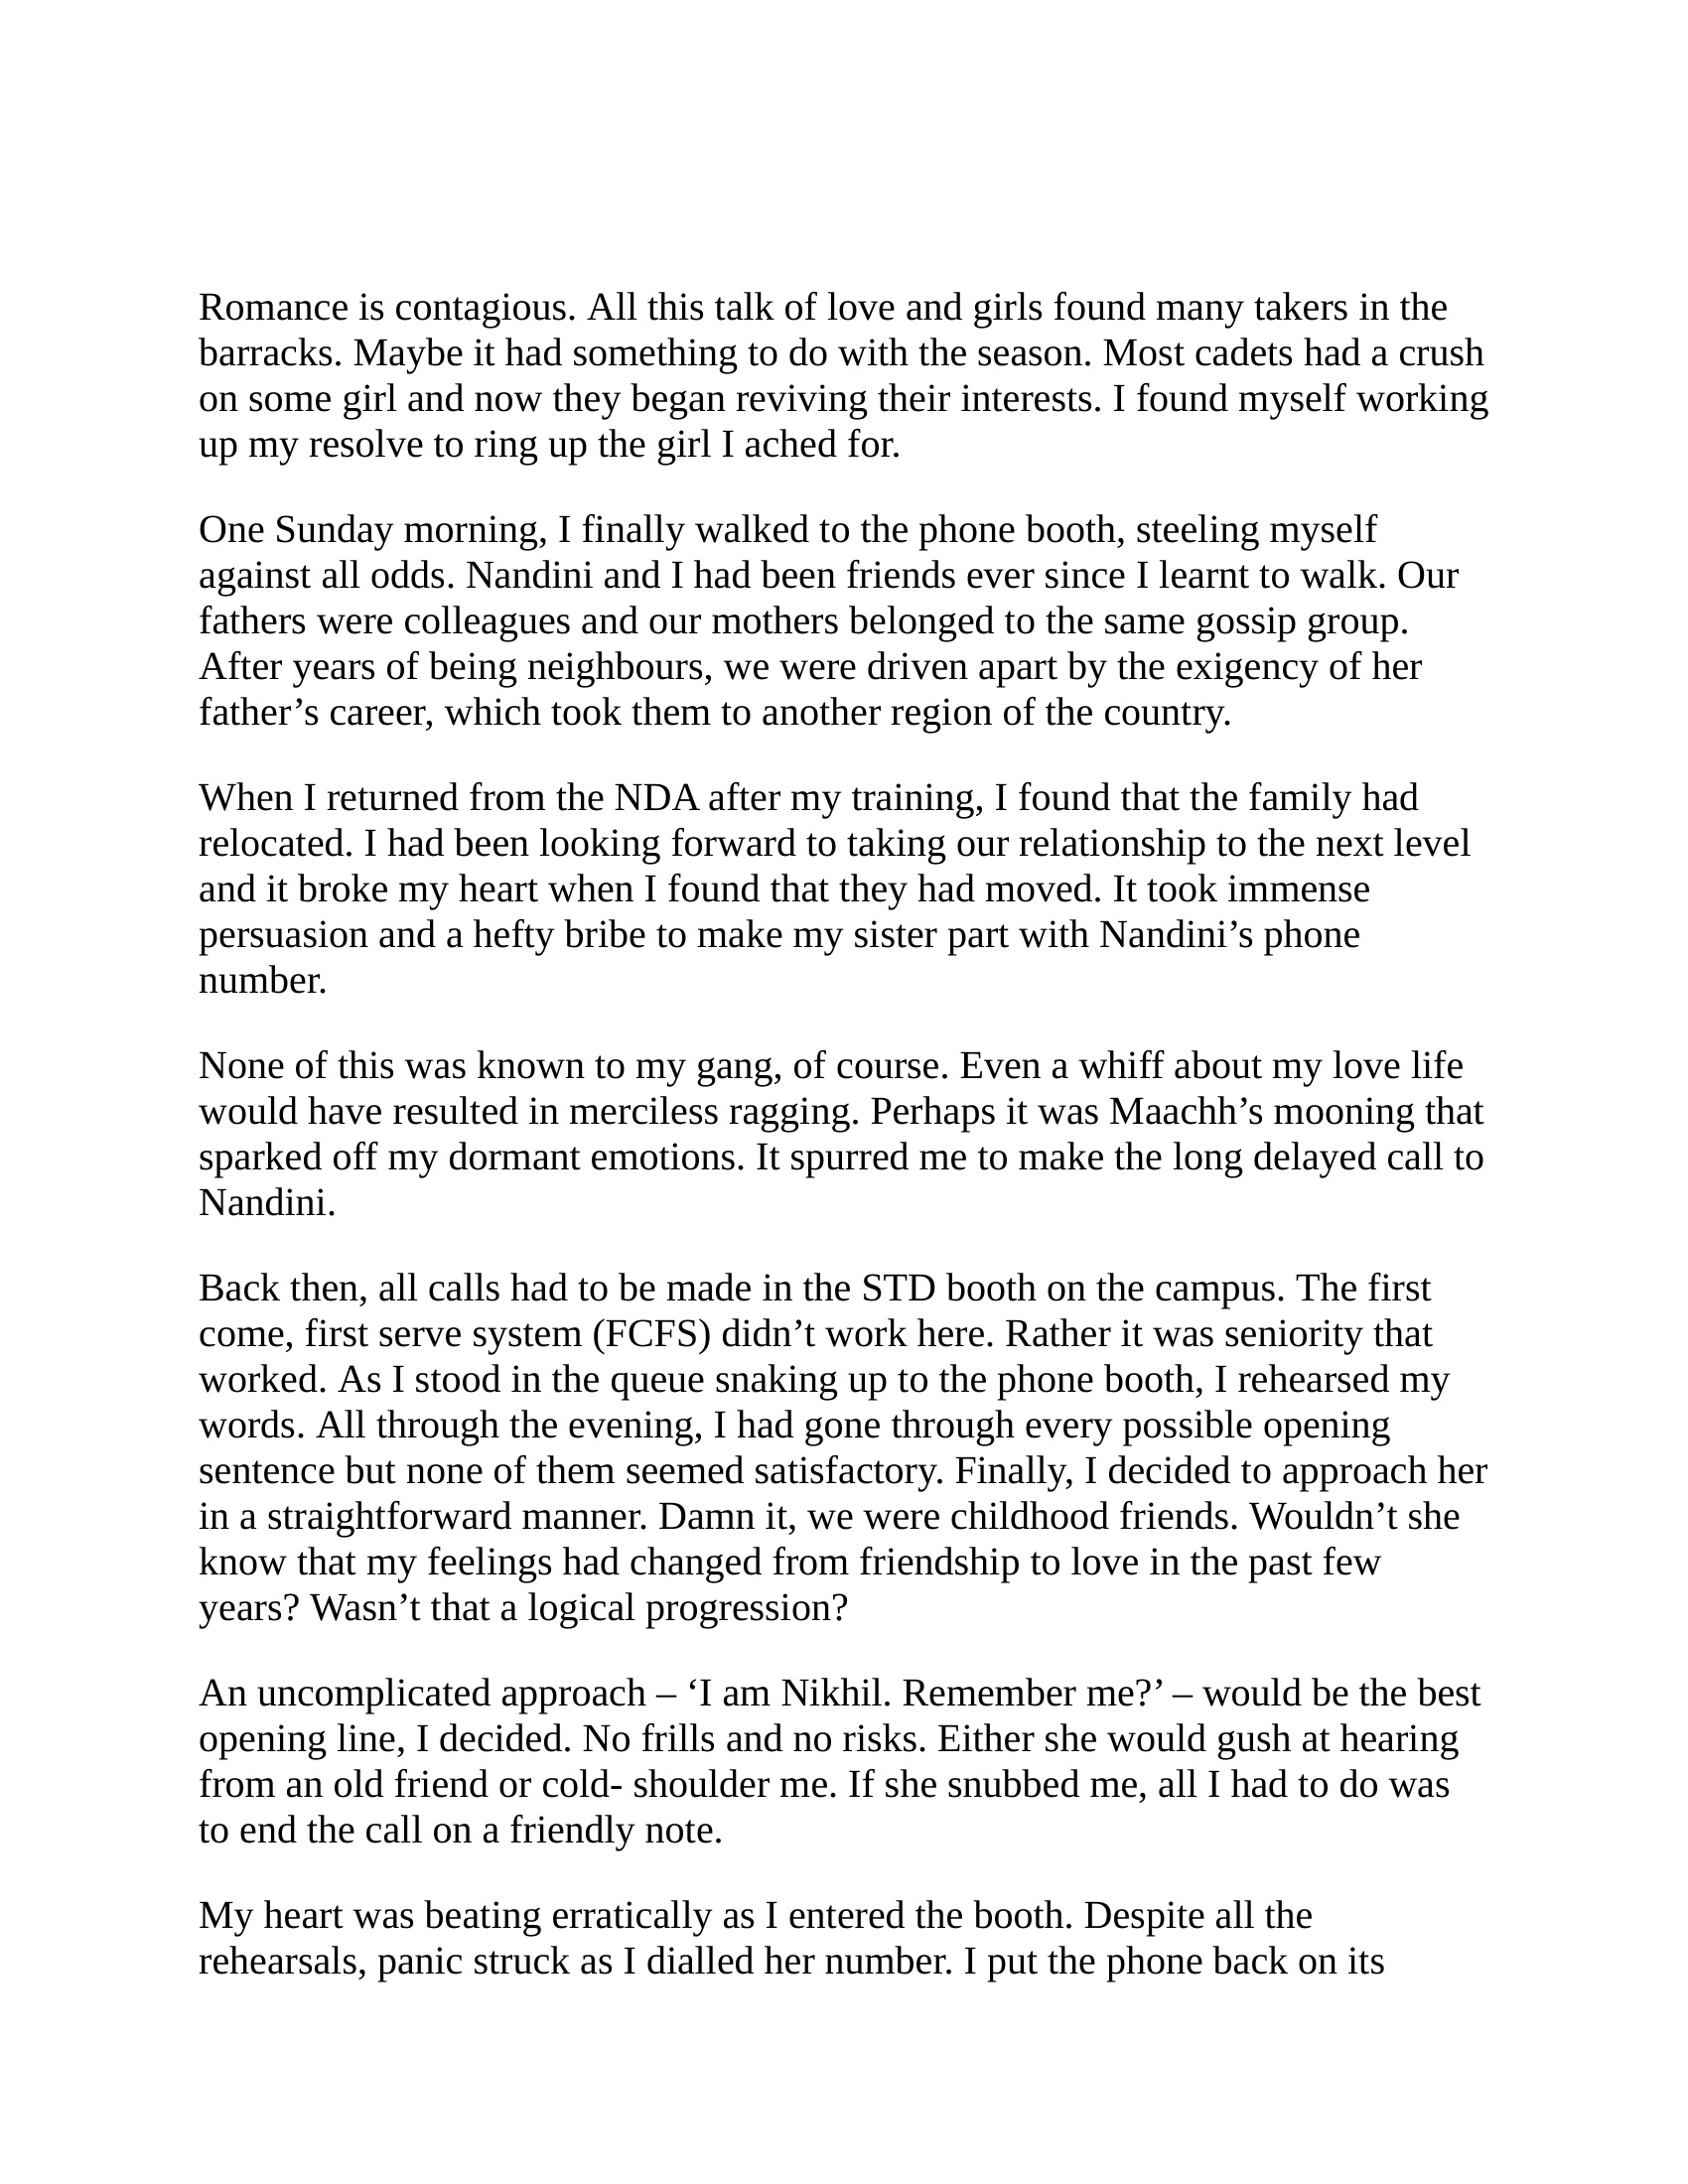 Romance is contagious. All this talk of love and girls found many takers in the
barracks. Maybe it had something to do with the season. Most cadets had a crush
on some girl and now they began reviving their interests. I found myself working
up my resolve to ring up the girl I ached for.
One Sunday morning, I finally walked to the phone booth, steeling myself
against all odds. Nandini and I had been friends ever since I learnt to walk. Our
fathers were colleagues and our mothers belonged to the same gossip group.
After years of being neighbours, we were driven apart by the exigency of her
father’s career, which took them to another region of the country.
When I returned from the NDA after my training, I found that the family had
relocated. I had been looking forward to taking our relationship to the next level
and it broke my heart when I found that they had moved. It took immense
persuasion and a hefty bribe to make my sister part with Nandini’s phone
number.
None of this was known to my gang, of course. Even a whiff about my love life
would have resulted in merciless ragging. Perhaps it was Maachh’s mooning that
sparked off my dormant emotions. It spurred me to make the long delayed call to
Nandini.
Back then, all calls had to be made in the STD booth on the campus. The first
come, first serve system (FCFS) didn’t work here. Rather it was seniority that
worked. As I stood in the queue snaking up to the phone booth, I rehearsed my
words. All through the evening, I had gone through every possible opening
sentence but none of them seemed satisfactory. Finally, I decided to approach her
in a straightforward manner. Damn it, we were childhood friends. Wouldn’t she
know that my feelings had changed from friendship to love in the past few
years? Wasn’t that a logical progression?
An uncomplicated approach – ‘I am Nikhil. Remember me?’ – would be the best
opening line, I decided. No frills and no risks. Either she would gush at hearing
from an old friend or cold- shoulder me. If she snubbed me, all I had to do was
to end the call on a friendly note.
My heart was beating erratically as I entered the booth. Despite all the
rehearsals, panic struck as I dialled her number. I put the phone back on its